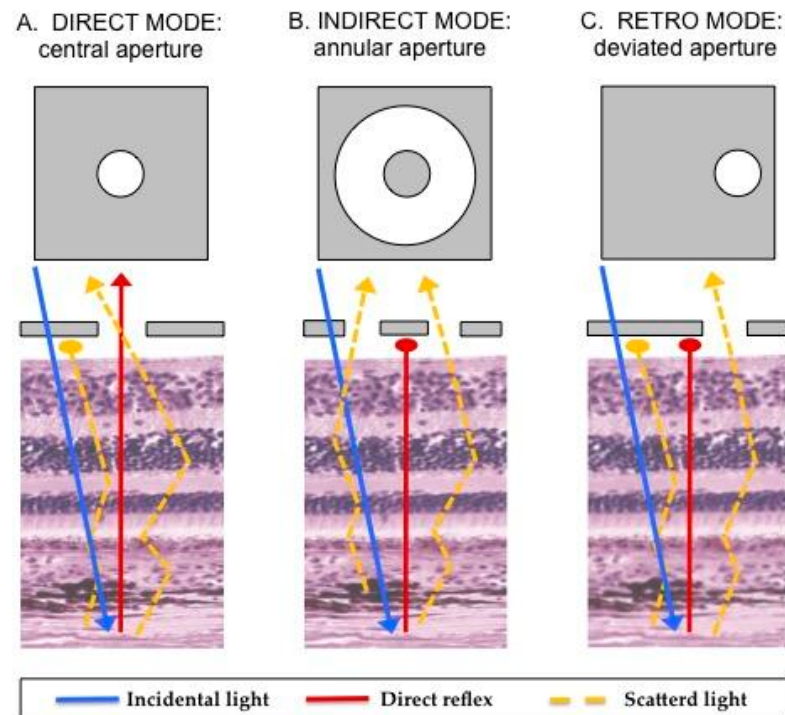 A. DIRECT MODE:
central aperture
B. INDIRECT MODE:
annular aperture
C. RETRO MODE:
deviated aperture
Incidental light
Direct reflex
Scatterd light